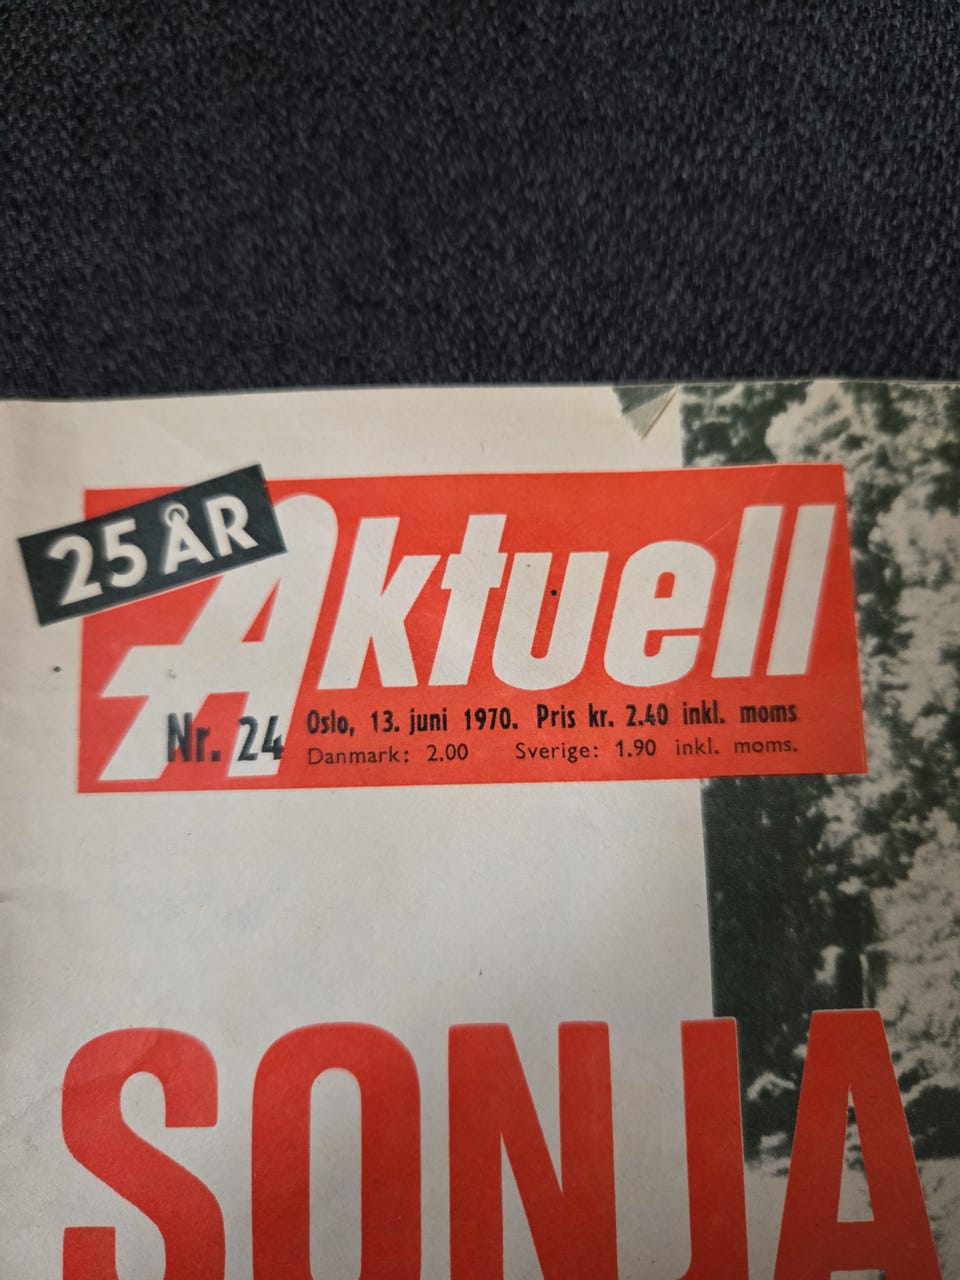 25 ÅR
Aktuell
Nr. 24
Oslo, 13. juni 1970. Pris kr. 2.40 inkl. moms
Danmark: 2.00 Sverige: 1.90 inkl. moms.
SONJA